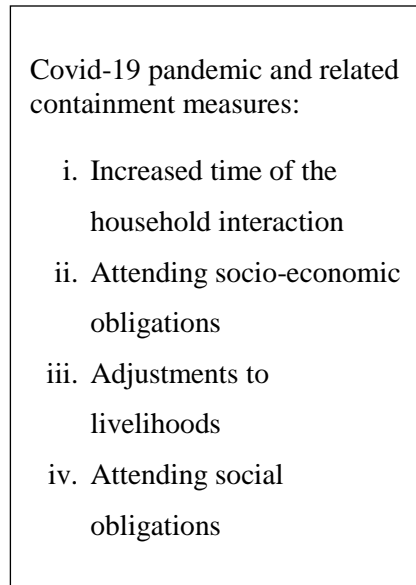 Covid-19 pandemic and related
containment measures:
i. Increased time of the
household interaction
ii. Attending socio-economic
obligations
iii. Adjustments to
livelihoods
iv. Attending social
obligations